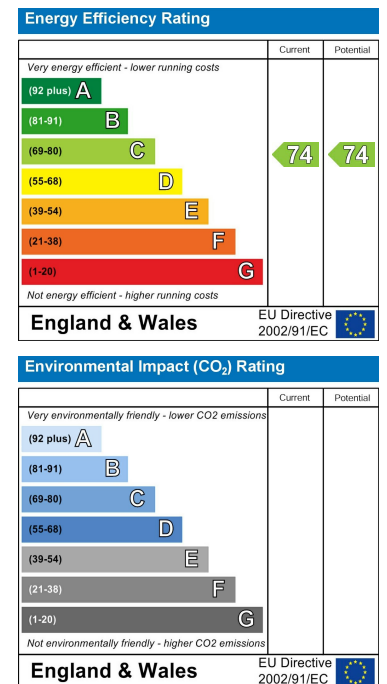 Energy Efficiency Rating
Current Potential
Very energy efficient - lower running costs
(92 plus) A
(81-91) B
(69-80) C
74 74
(55-68) D
(39-54) E
(21-38) F
(1-20) G
Not energy efficient - higher running costs
England & Wales
EU Directive
2002/91/EC
Environmental Impact (CO₂) Rating
Current Potential
Very environmentally friendly - lower CO2 emissions
(92 plus) A
(81-91) B
(69-80) C
(55-68) D
(39-54) E
(21-38) F
(1-20) G
Not environmentally friendly - higher CO2 emissions
England & Wales
EU Directive
2002/91/EC